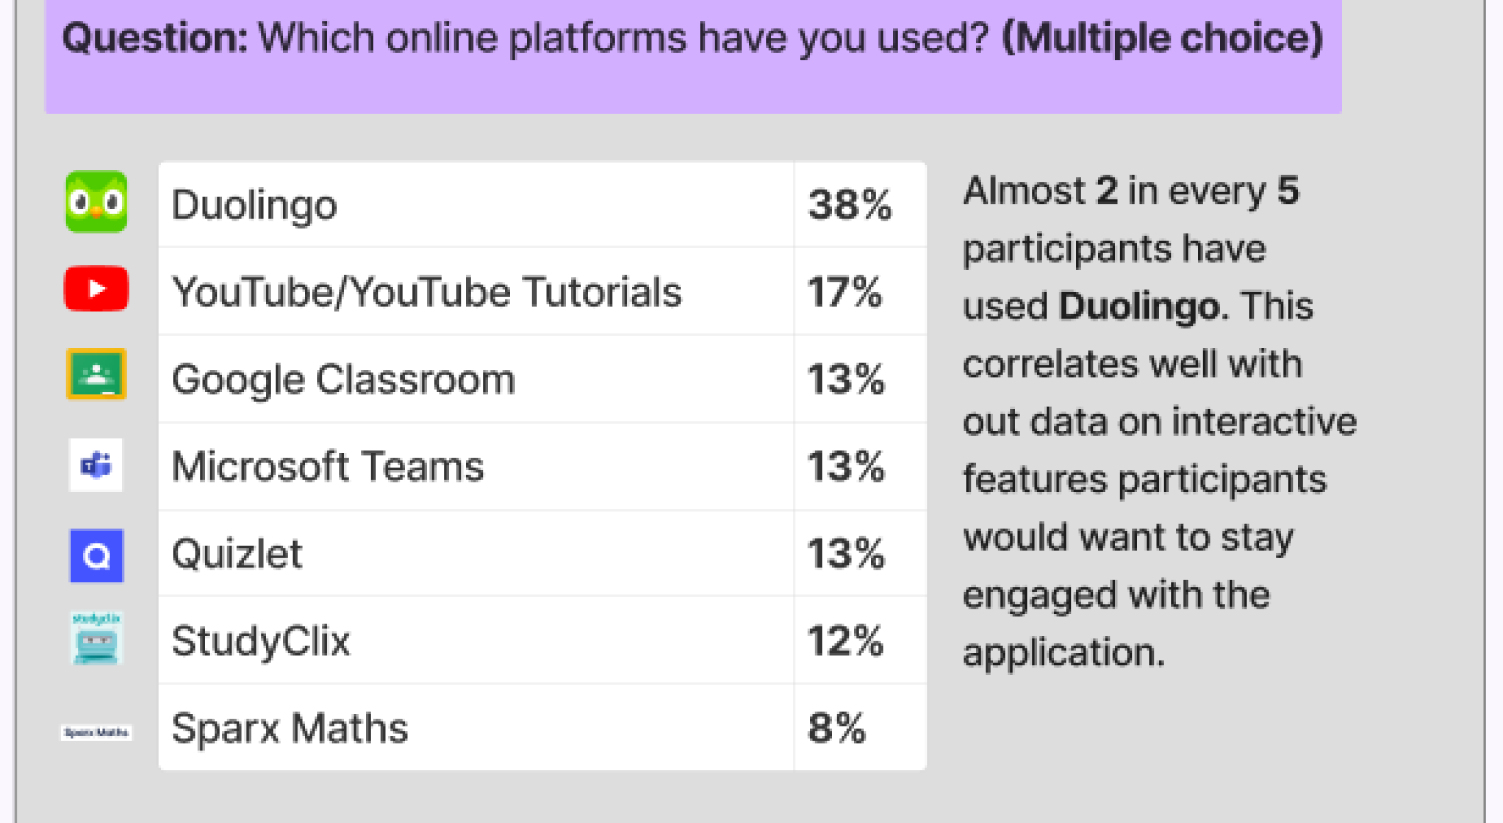 Question: Which online platforms have you used? (Multiple choice)
Duolingo 38%
YouTube/YouTube Tutorials 17%
Google Classroom 13%
Microsoft Teams 13%
Quizlet 13%
studyclix
StudyClix 12%
Sparx Maths
Sparx Maths 8%
Almost 2 in every 5
participants have
used Duolingo. This
correlates well with
out data on interactive
features participants
would want to stay
engaged with the
application.